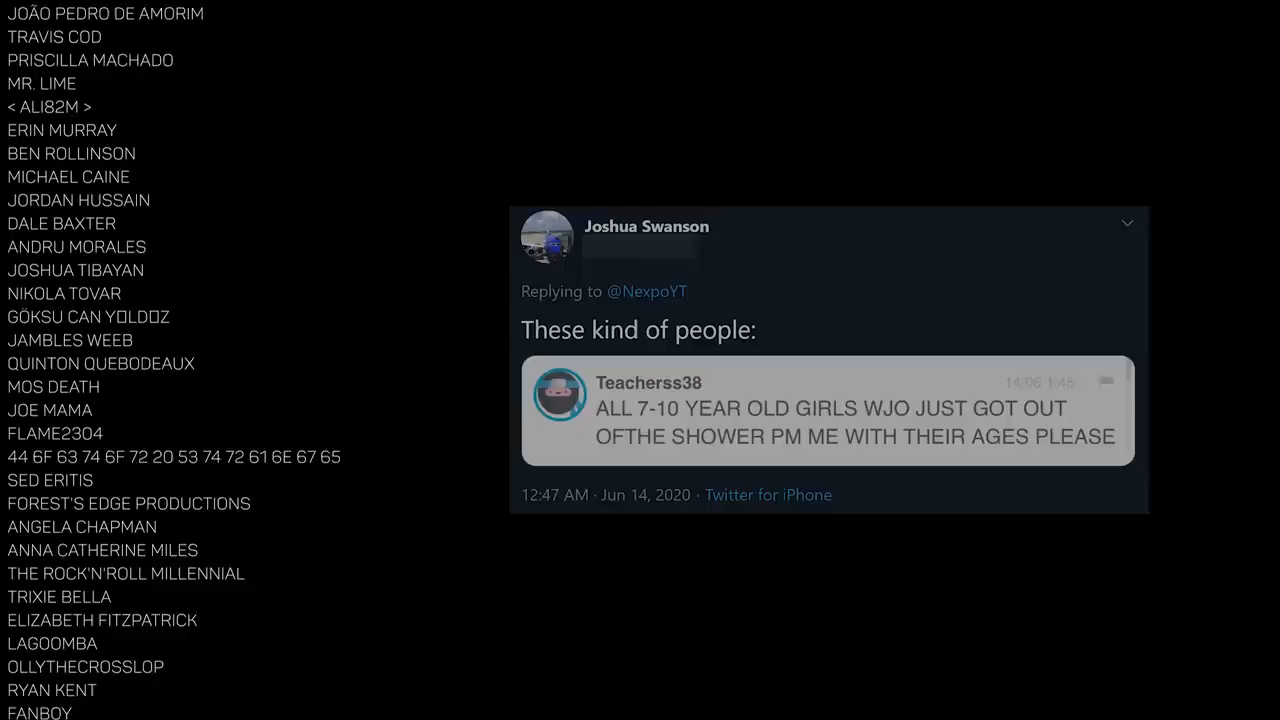 JOÃO PEDRO DE AMORIM
TRAVIS COD
PRISCILLA MACHADO
MR. LIME
< ALI82M >
ERIN MURRAY
BEN ROLLINSON
MICHAEL CAINE
JORDAN HUSSAIN
DALE BAXTER
ANDRU MORALES
JOSHUA TIBAYAN
NIKOLA TOVAR
GÖKSU CAN Y□LD□Z
JAMBLES WEEB
QUINTON QUEBODEAUX
MOS DEATH
JOE MAMA
FLAME2304
44 6F 63 74 6F 72 20 53 74 72 61 6E 67 65
SED ERITIS
FOREST'S EDGE PRODUCTIONS
ANGELA CHAPMAN
ANNA CATHERINE MILES
THE ROCK'N'ROLL MILLENNIAL
TRIXIE BELLA
ELIZABETH FITZPATRICK
LAGOOMBA
OLLYTHECROSSLOP
RYAN KENT
FANBOY
Joshua Swanson
Replying to @NexpoYT
These kind of people:
Teacherss38 14:06 1:46
ALL 7-10 YEAR OLD GIRLS WJO JUST GOT OUT
OFTHE SHOWER PM ME WITH THEIR AGES PLEASE
12:47 AM · Jun 14, 2020 · Twitter for iPhone